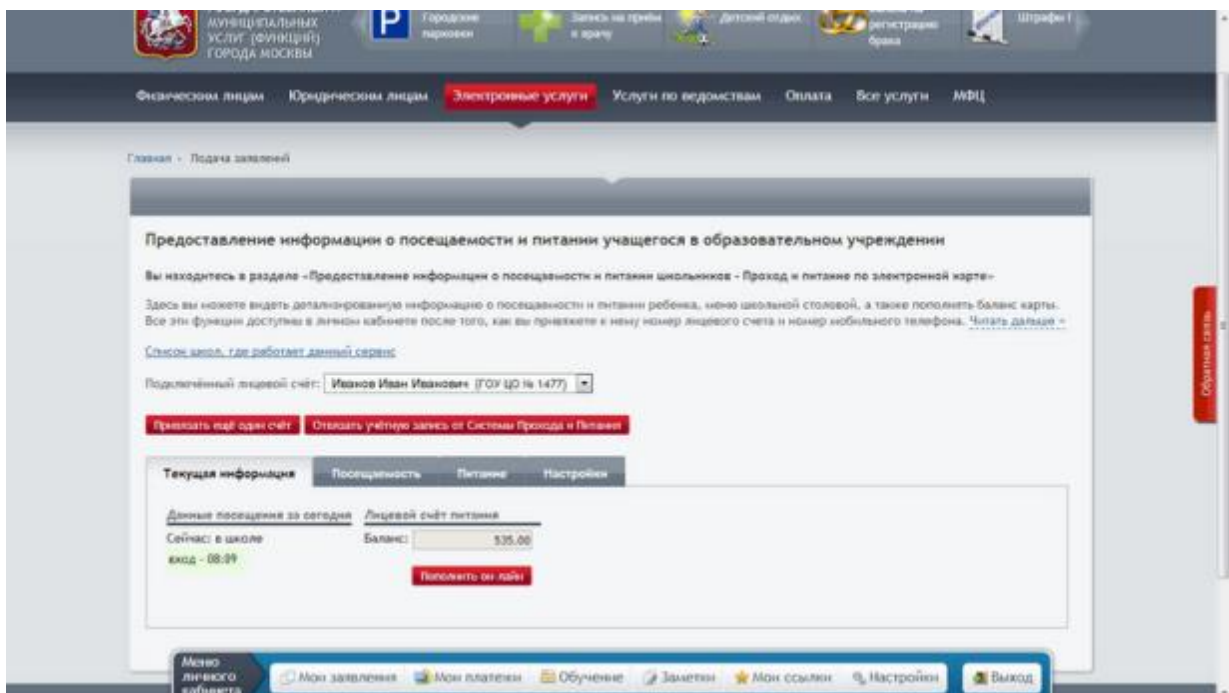 МУНИЦИПАЛЬНЫХ
УСЛУГ (ФУНКЦИЙ)
ГОРОДА МОСКВЫ
P
Городские
парковки
Запись на приём
к врачу
Детский отдых
регистрацию
брака
Штрафы
Физическим лицам Юридическим лицам Электронные услуги Услуги по ведомствам Оплата Все услуги МФЦ
Главная - Подача заявлений
Предоставление информации о посещаемости и питании учащегося в образовательном учреждении
Вы находитесь в разделе «Предоставление информации о посещаемости и питании школьников - Проход и питание по электронной карте»
Здесь вы можете видеть детализированную информацию о посещаемости и питании ребенка, меню школьной столовой, а также пополнять баланс карты.
Все эти функции доступны в личном кабинете после того, как вы привяжете к нему номер лицевого счета и номер мобильного телефона. Читать дальше
Список школ, где работает данный сервис
Подключённый лицевой счёт: Иванов Иван Иванович (ГОУ ЦО № 1477)
Привязать ещё один счёт Отвязать учётную запись от Системы Прохода и Питания
Текущая информация Посещаемость Питание Настройки
Данные посещения за сегодня Лицевой счёт питания
Сейчас: в школе Баланс: 535.00
вход - 08:09
Пополнить он-лайн
Обратная связь
Меню
личного
кабинета
Мои заявления Мои платежи Обучение Заметки Мои ссылки Настройки Выход